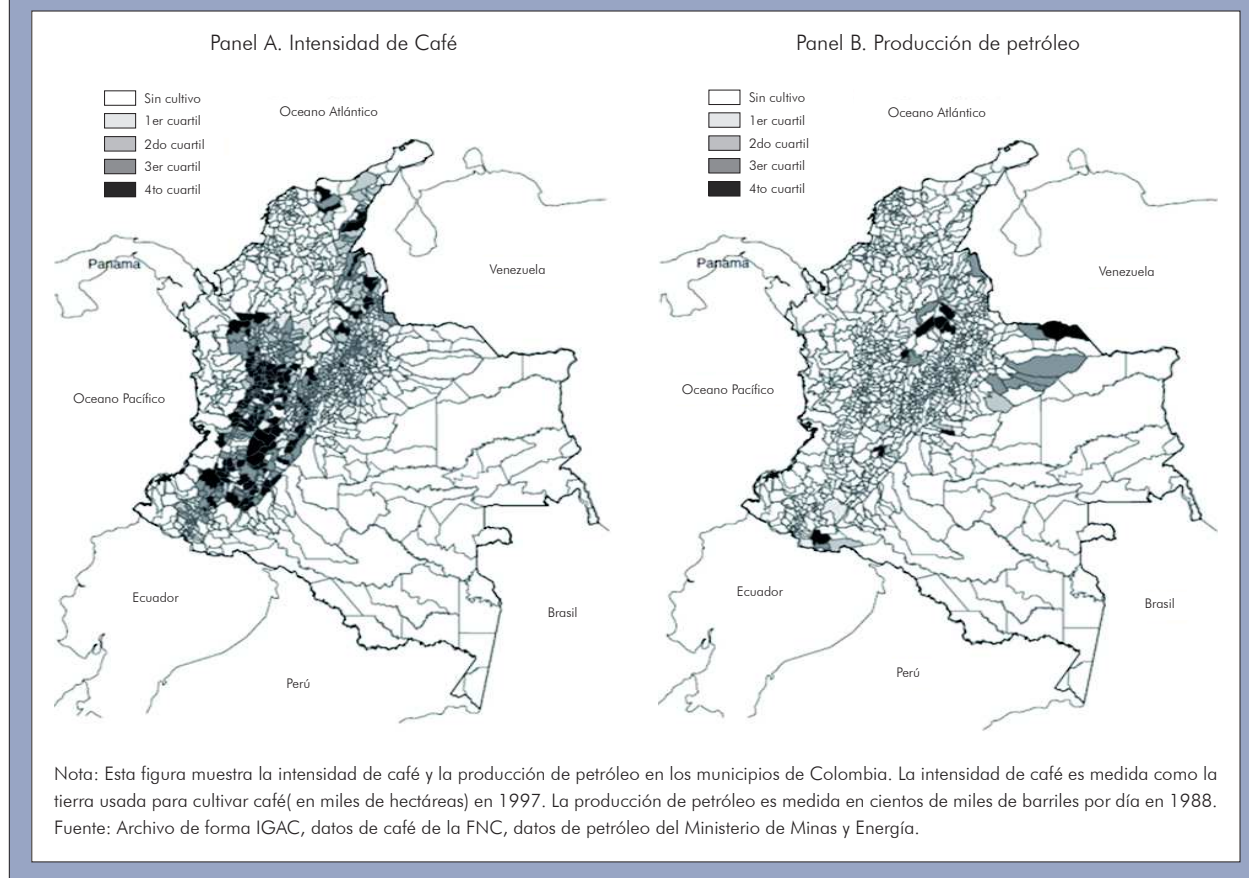 Panel A. Intensidad de Café
Sin cultivo
1er cuartil
2do cuartil
3er cuartil
4to cuartil
Oceano Atlántico
Panama
Venezuela
Oceano Pacífico
Ecuador
Brasil
Perú
Panel B. Producción de petróleo
Sin cultivo
1er cuartil
2do cuartil
3er cuartil
4to cuartil
Oceano Atlántico
Panama
Venezuela
Oceano Pacífico
Ecuador
Brasil
Perú
Nota: Esta figura muestra la intensidad de café y la producción de petróleo en los municipios de Colombia. La intensidad de café es medida como la
tierra usada para cultivar café( en miles de hectáreas) en 1997. La producción de petróleo es medida en cientos de miles de barriles por día en 1988.
Fuente: Archivo de forma IGAC, datos de café de la FNC, datos de petróleo del Ministerio de Minas y Energía.